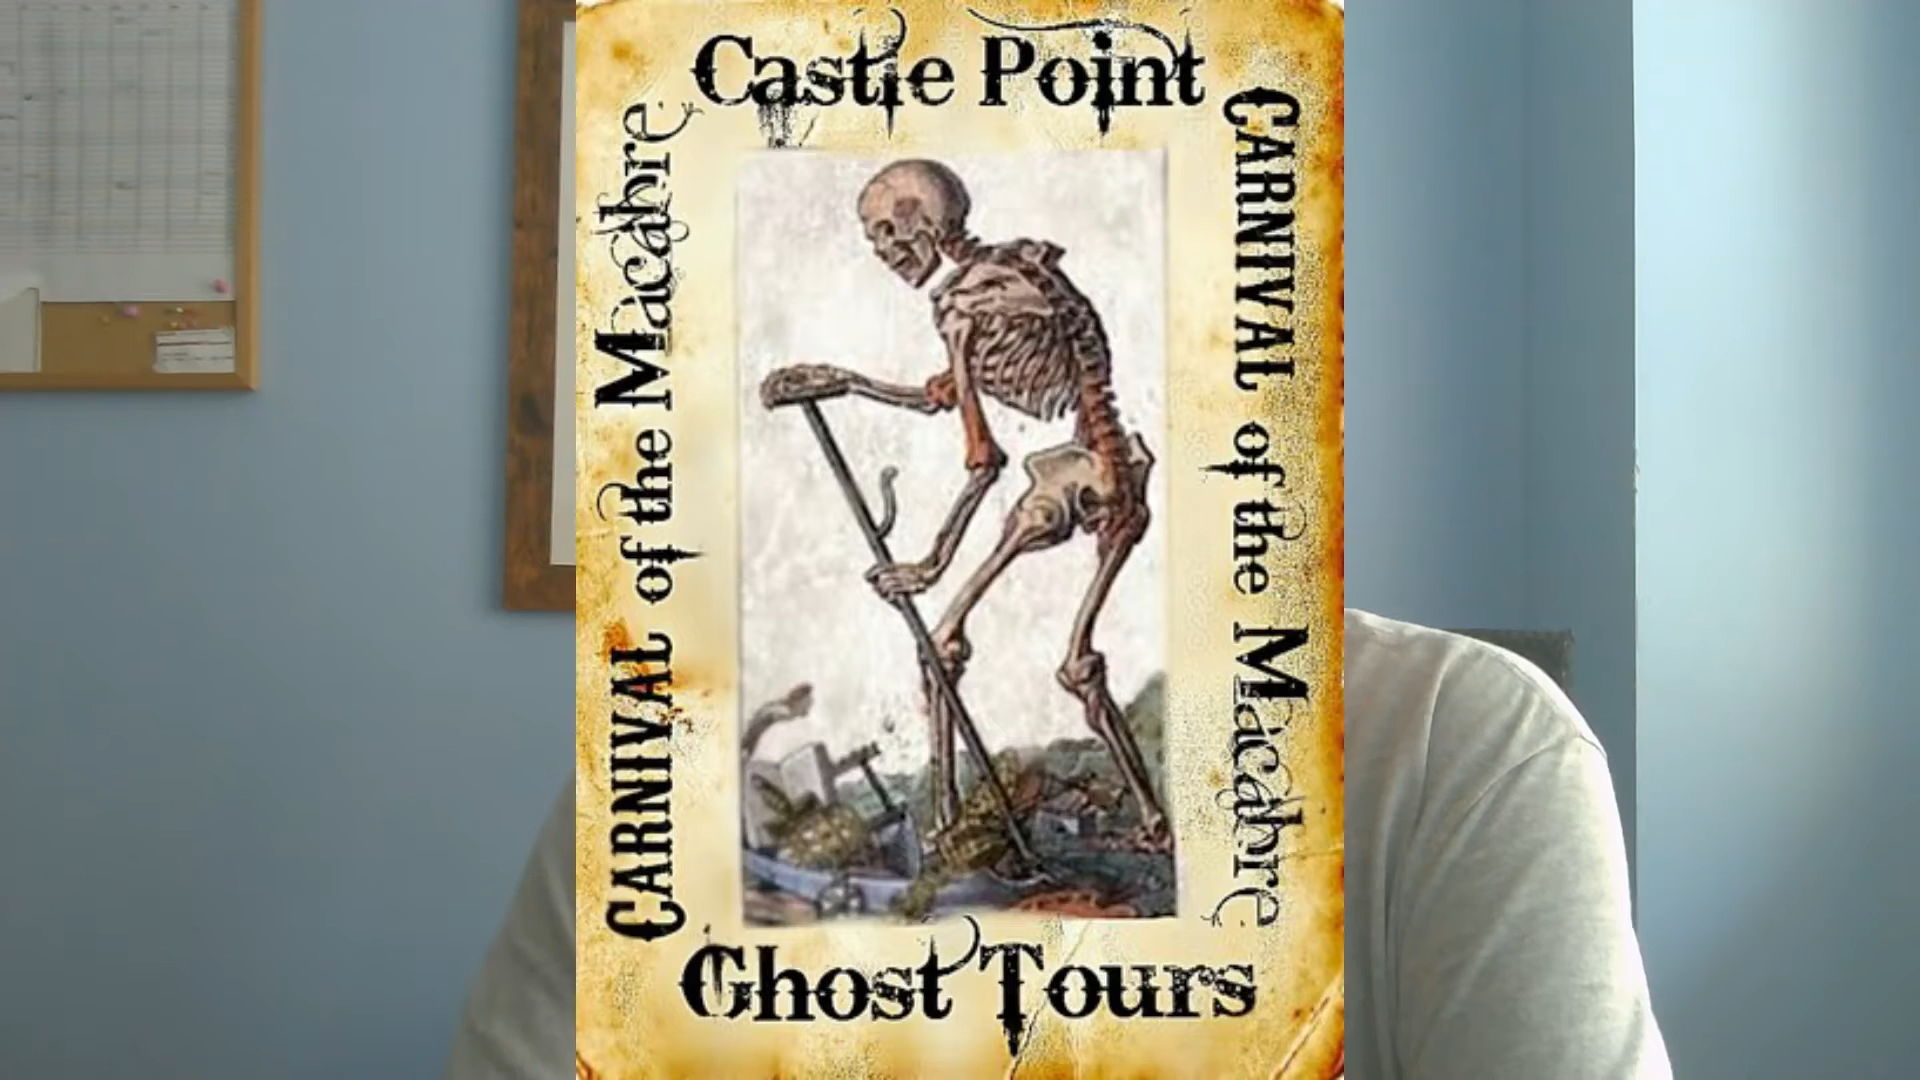 Castle Point
CARNIVAL of the Macabre
CARNIVAL of the Macabre
Ghost Tours